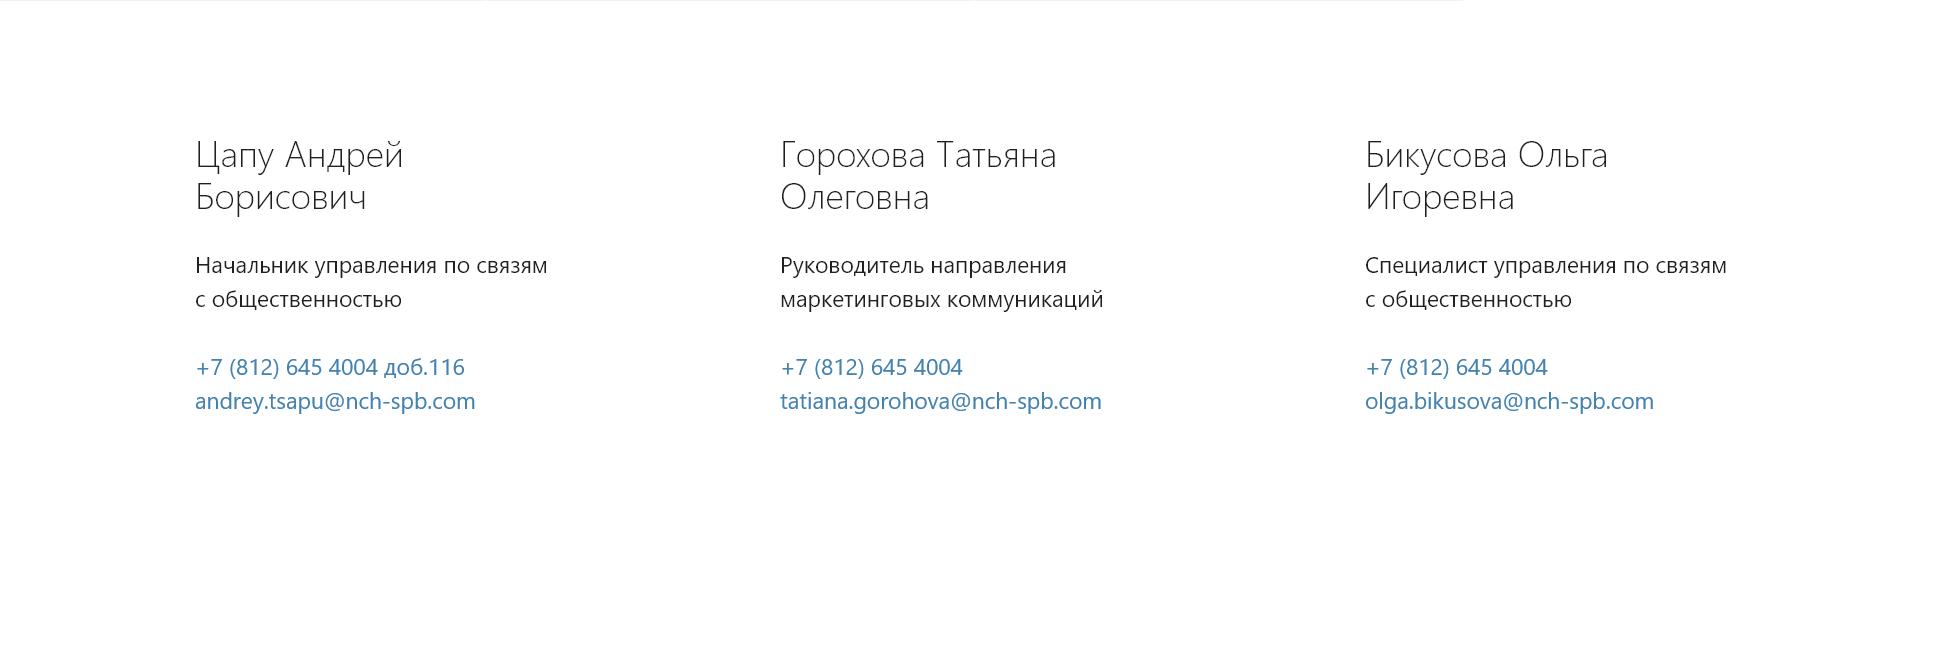 Цапу Андрей
Борисович
Начальник управления по связям
с общественностью
+7 (812) 645 4004 доб.116
andrey.tsapu@nch-spb.com
Горохова Татьяна
Олеговна
Руководитель направления
маркетинговых коммуникаций
+7 (812) 645 4004
tatiana.gorohova@nch-spb.com
Бикусова Ольга
Игоревна
Специалист управления по связям
с общественностью
+7 (812) 645 4004
olga.bikusova@nch-spb.com